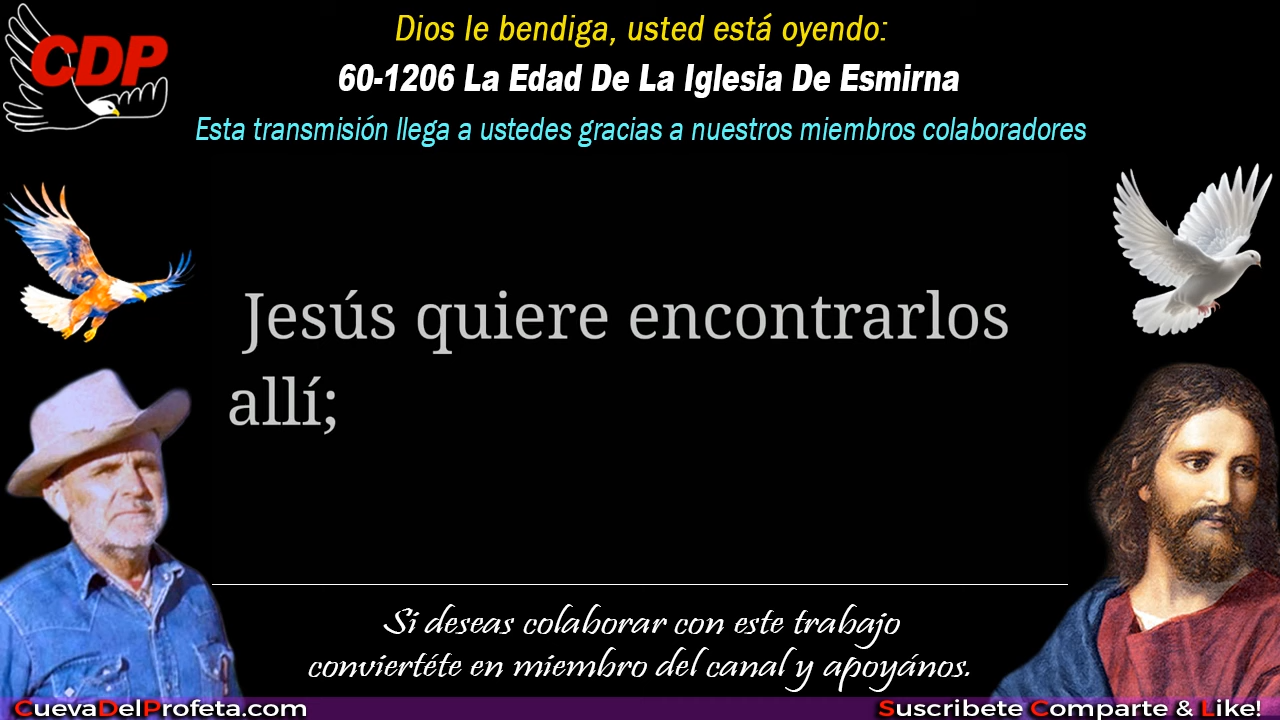 CDP
Dios le bendiga, usted está oyendo:
60-1206 La Edad De La Iglesia De Esmirna
Esta transmisión llega a ustedes gracias a nuestros miembros colaboradores
Jesús quiere encontrarlos
allí;
Si deseas colaborar con este trabajo
conviertéte en miembro del canal y apoyános.
CuevaDelProfeta.com
Suscribete Comparte & Like!